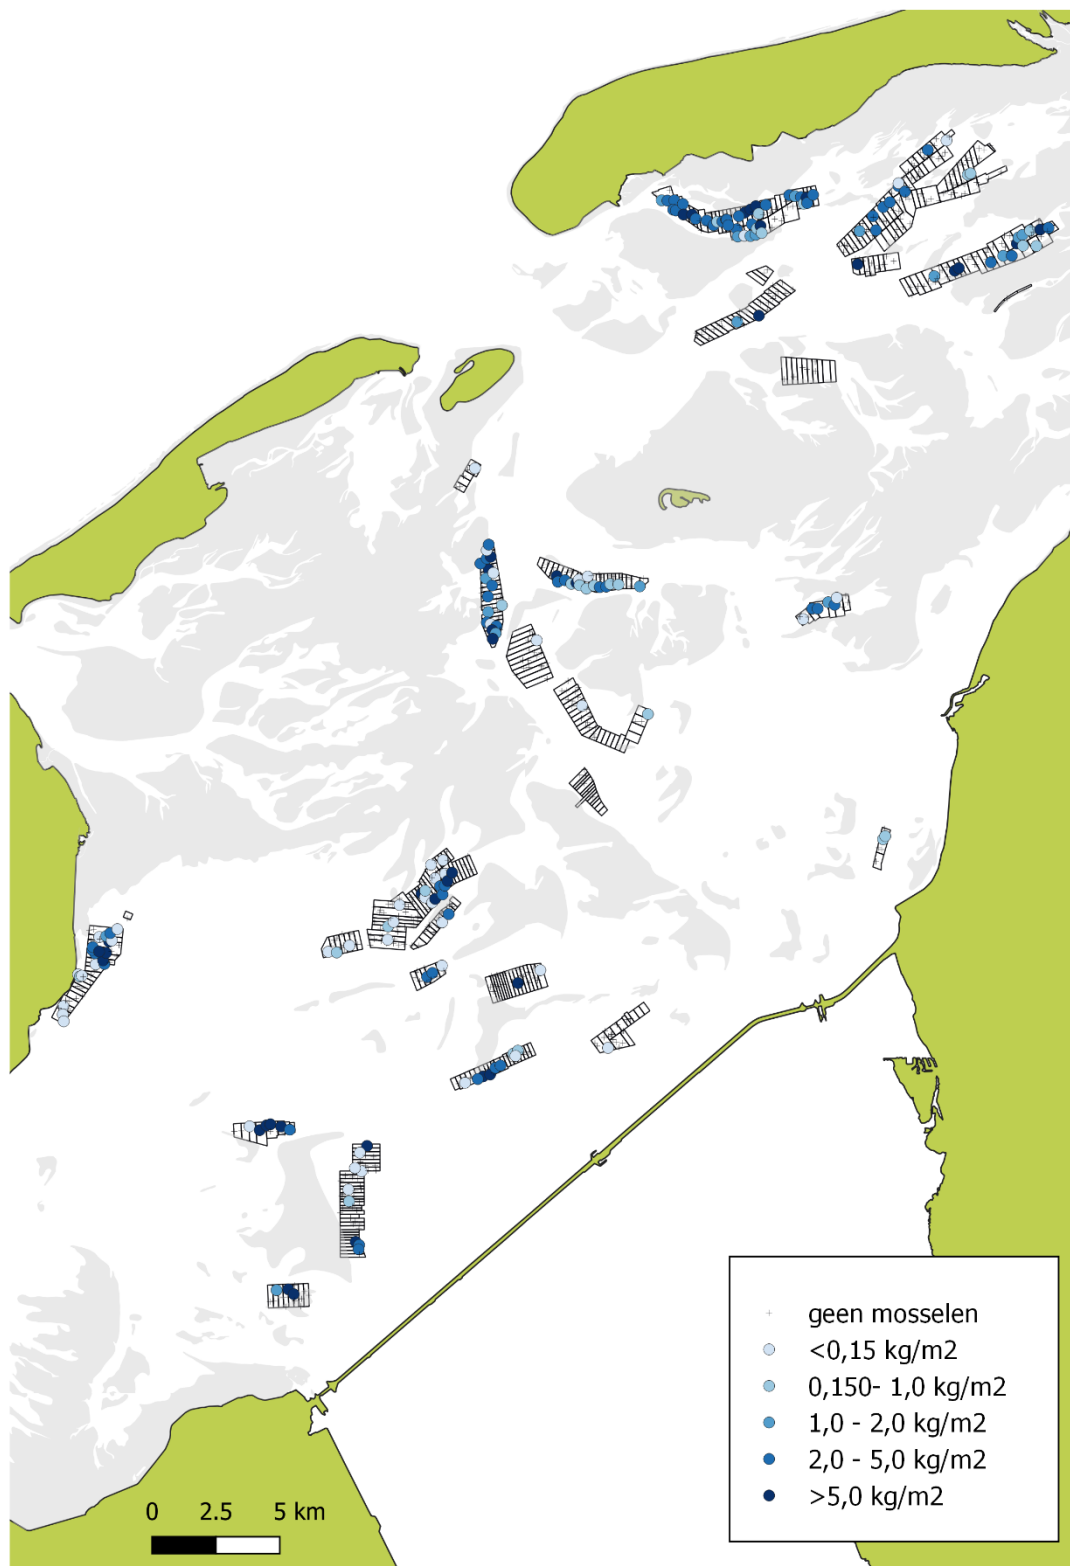 geen mosselen
<0,15 kg/m2
0,150- 1,0 kg/m2
1,0 - 2,0 kg/m2
2,0 - 5,0 kg/m2
>5,0 kg/m2
0 2.5 5 km